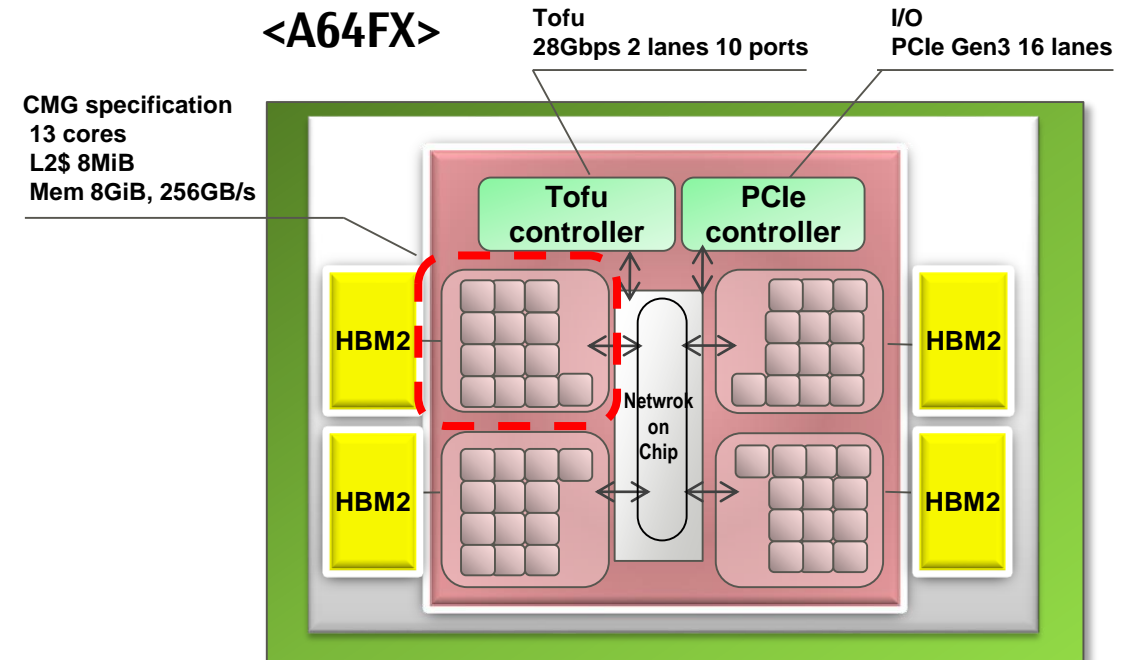 <A64FX>
Tofu
28Gbps 2 lanes 10 ports
I/O
PCIe Gen3 16 lanes
CMG specification
13 cores
L2$ 8MiB
Mem 8GiB, 256GB/s
Tofu
controller
PCIe
controller
HBM2
HBM2
Netwrok
on
Chip
HBM2
HBM2